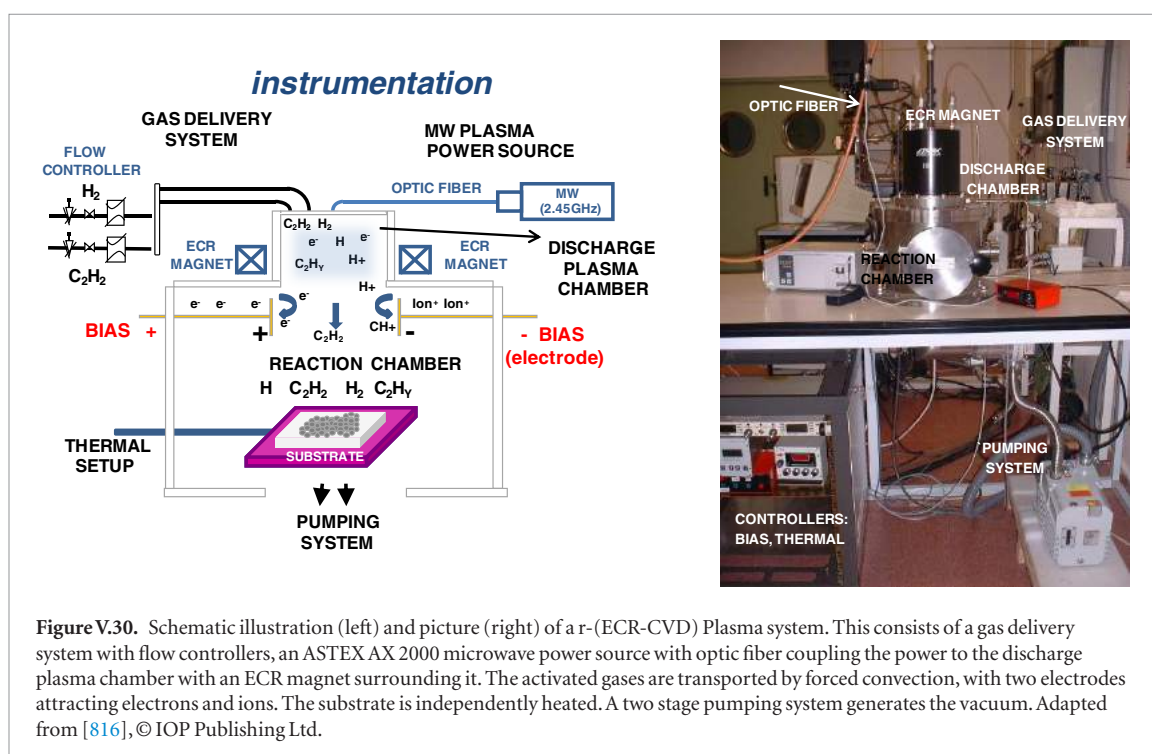 instrumentation
GAS DELIVERY
SYSTEM
MW PLASMA
POWER SOURCE
FLOW
CONTROLLER
H2
C2H2
OPTIC FIBER
MW
(2.45GHz)
C2H2 H2
e- H e-
C2HY H+
ECR
MAGNET
ECR
MAGNET
DISCHARGE
PLASMA
CHAMBER
e- e- e- e-
H+
Ion+ Ion+
BIAS +
+
e-
C2H2
CH+
-
- BIAS
(electrode)
REACTION CHAMBER
H C2H2 H2 C2HY
THERMAL
SETUP
SUBSTRATE
PUMPING
SYSTEM
OPTIC FIBER
ECR MAGNET
GAS DELIVERY
SYSTEM
DISCHARGE
CHAMBER
REACTION
CHAMBER
PUMPING
SYSTEM
CONTROLLERS:
BIAS, THERMAL
Figure V.30. Schematic illustration (left) and picture (right) of a r-(ECR-CVD) Plasma system. This consists of a gas delivery
system with flow controllers, an ASTEX AX 2000 microwave power source with optic fiber coupling the power to the discharge
plasma chamber with an ECR magnet surrounding it. The activated gases are transported by forced convection, with two electrodes
attracting electrons and ions. The substrate is independently heated. A two stage pumping system generates the vacuum. Adapted
from [816], © IOP Publishing Ltd.